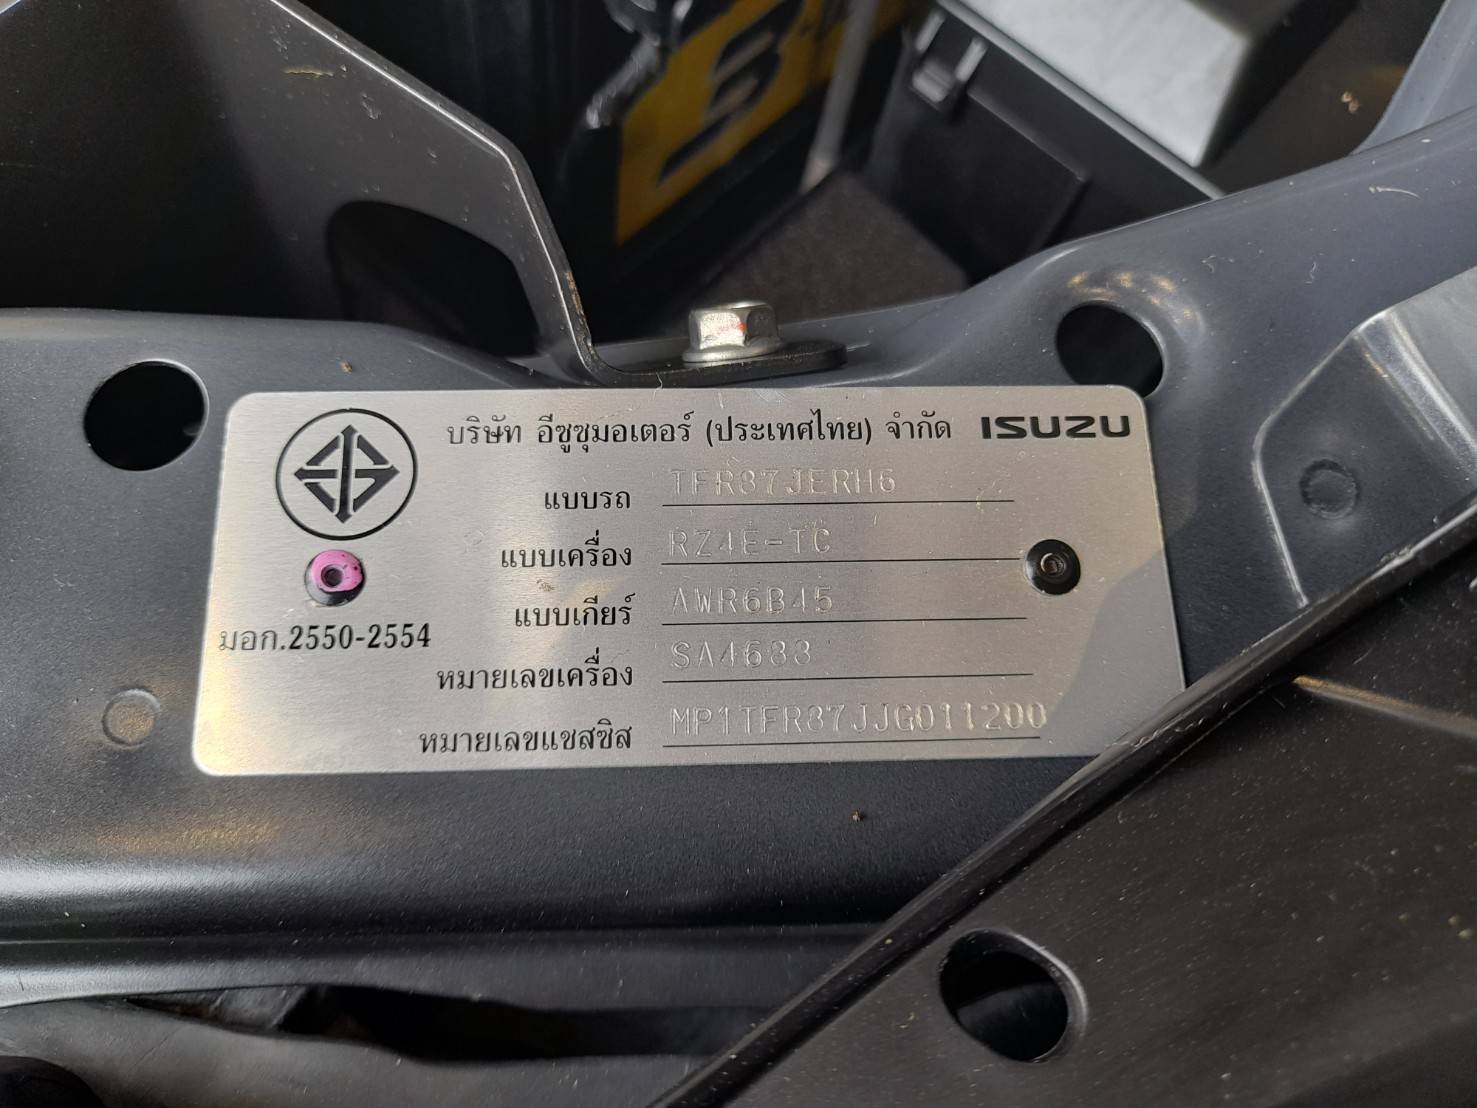 บริษัท อีซูซุมอเตอร์ (ประเทศไทย) จำกัด ISUZU
แบบรถ TFR87JERH6
แบบเครื่อง RZ4E-TC
แบบเกียร์ AWR6B45
มอก.2550-2554
หมายเลขเครื่อง SA4688
หมายเลขแชสซิส MP1TFR87JJG011200